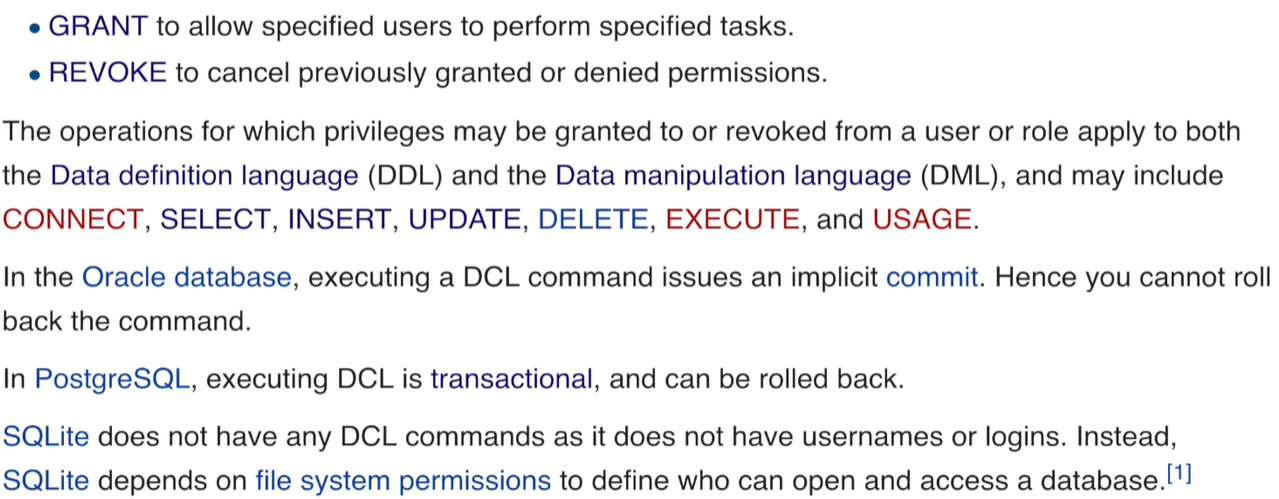 • GRANT to allow specified users to perform specified tasks.
• REVOKE to cancel previously granted or denied permissions.
The operations for which privileges may be granted to or revoked from a user or role apply to both
the Data definition language (DDL) and the Data manipulation language (DML), and may include
CONNECT, SELECT, INSERT, UPDATE, DELETE, EXECUTE, and USAGE.
In the Oracle database, executing a DCL command issues an implicit commit. Hence you cannot roll
back the command.
In PostgreSQL, executing DCL is transactional, and can be rolled back.
SQLite does not have any DCL commands as it does not have usernames or logins. Instead,
SQLite depends on file system permissions to define who can open and access a database.[1]